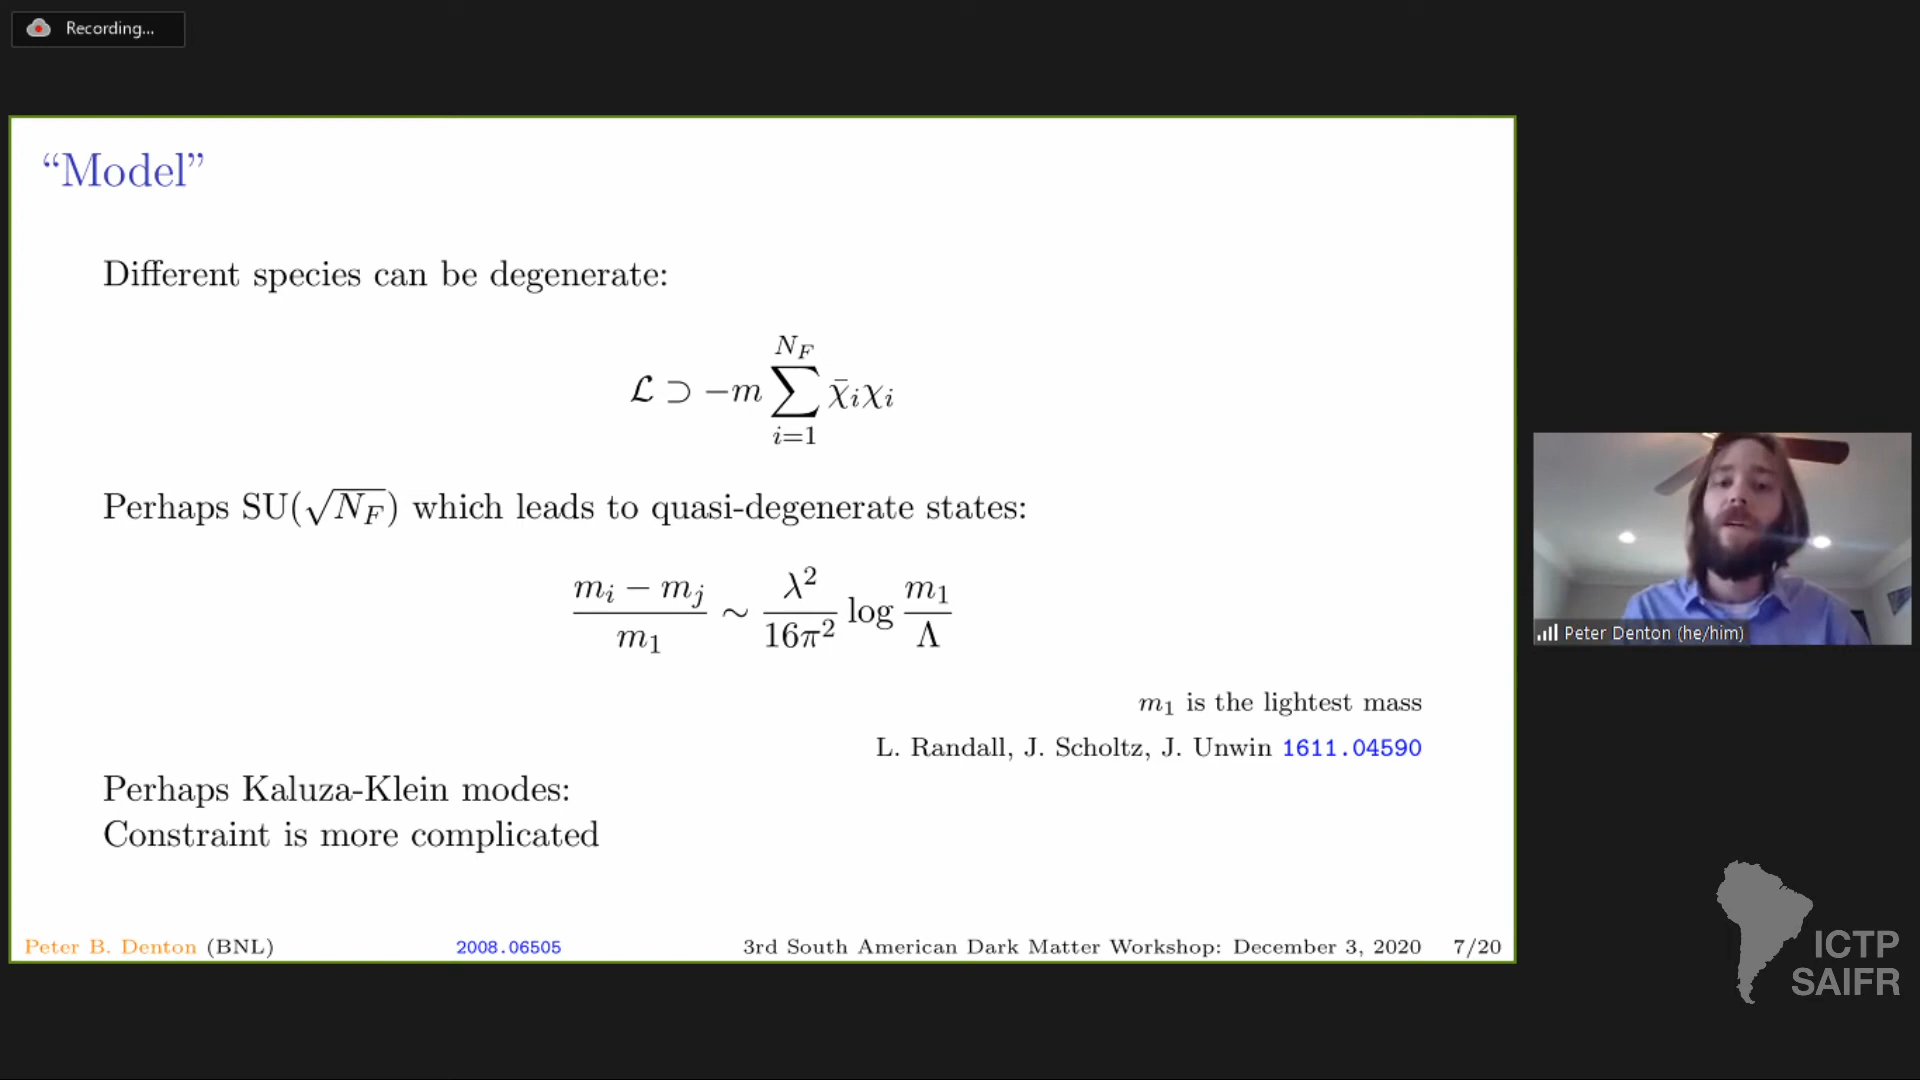 Recording...
“Model”
Different species can be degenerate:
ℒ ⊃ −m ∑_{i=1}^{N_F} χ̄_i χ_i
Perhaps SU(√N_F) which leads to quasi-degenerate states:
(m_i − m_j)/m_1 ∼ λ²/16π² log m_1/Λ
m_1 is the lightest mass
L. Randall, J. Scholtz, J. Unwin 1611.04590
Perhaps Kaluza-Klein modes:
Constraint is more complicated
Peter B. Denton (BNL) 2008.06505 3rd South American Dark Matter Workshop: December 3, 2020 7/20
Peter Denton (he/him)
ICTP
SAIFR